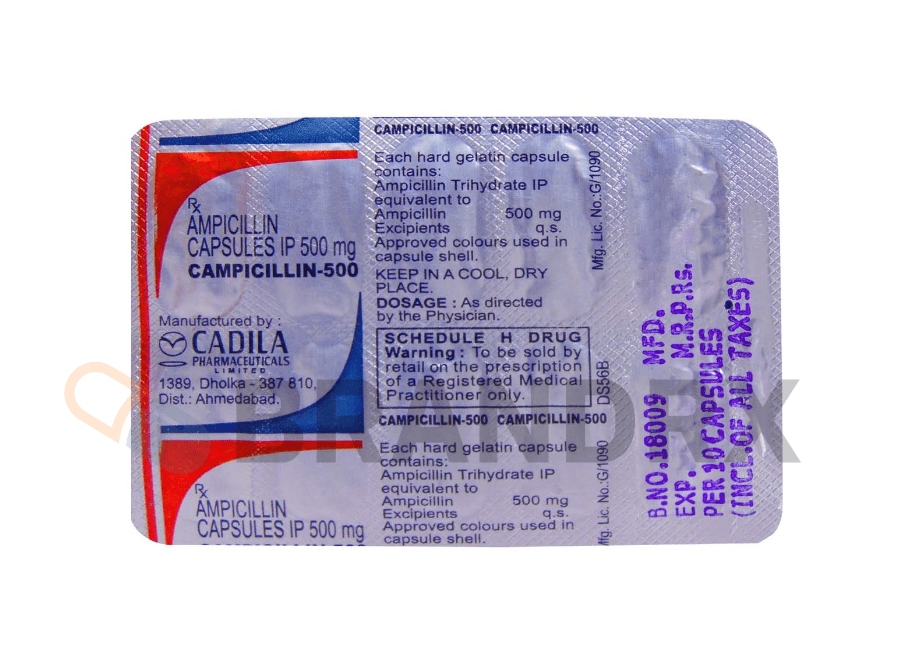 CAMPICILLIN-500 CAMPICILLIN-500
Rx
AMPICILLIN
CAPSULES IP 500 mg
CAMPICILLIN-500
Manufactured by :
CADILA
PHARMACEUTICALS
LIMITED
1389, Dholka - 387 810,
Dist.: Ahmedabad.
Each hard gelatin capsule
contains:
Ampicillin Trihydrate IP
equivalent to
Ampicillin 500 mg
Excipients q.s.
Approved colours used in
capsule shell.
KEEP IN A COOL, DRY
PLACE.
DOSAGE : As directed
by the Physician.
SCHEDULE H DRUG
Warning: To be sold by
retail on the prescription
of a Registered Medical
Practitioner only.
Mfg. Lic. No.:G/1090
DS56B
CAMPICILLIN-500 CAMPICILLIN-500
Rx
AMPICILLIN
CAPSULES IP 500 mg
Each hard gelatin capsule
contains:
Ampicillin Trihydrate IP
equivalent to
Ampicillin 500 mg
Excipients q.s.
Approved colours used in
capsule shell.
Mfg. Lic. No.:G/1090
B.NO.18009 MFD.
EXP. M.R.P.Rs.
PER 10 CAPSULES
(INCL.OF ALL TAXES)
BRANDRX